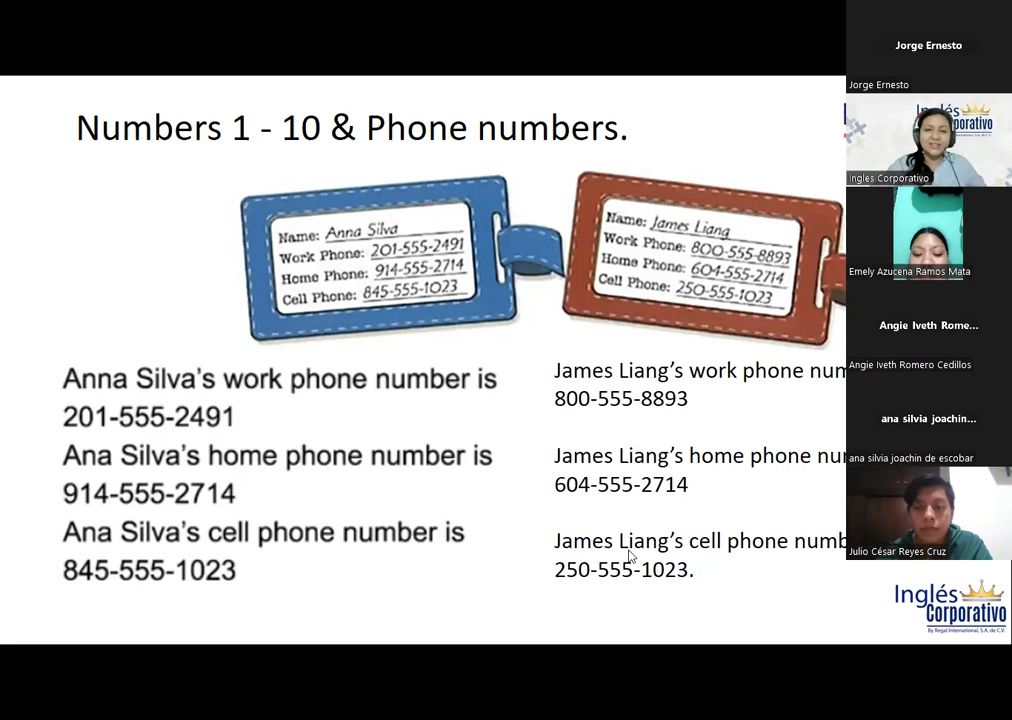 Numbers 1 - 10 & Phone numbers.
Name: Anna Silva
Work Phone: 201-555-2491
Home Phone: 914-555-2714
Cell Phone: 845-555-1023
Name: James Liang
Work Phone: 800-555-8893
Home Phone: 604-555-2714
Cell Phone: 250-555-1023
Anna Silva's work phone number is
201-555-2491
Ana Silva's home phone number is
914-555-2714
Ana Silva's cell phone number is
845-555-1023
James Liang's work phone num
800-555-8893
James Liang's home phone nu
604-555-2714
James Liang's cell phone numb
250-555-1023.
Jorge Ernesto
Jorge Ernesto
Inglés
porativo
Ingles Corporativo
Emely Azucena Ramos Mata
Angie Iveth Rome...
Angie Iveth Romero Cedillos
ana silvia joachin...
ana silvia joachin de escobar
Julio César Reyes Cruz
Inglés
Corporativo
By Regal International, S.A. de C.V.